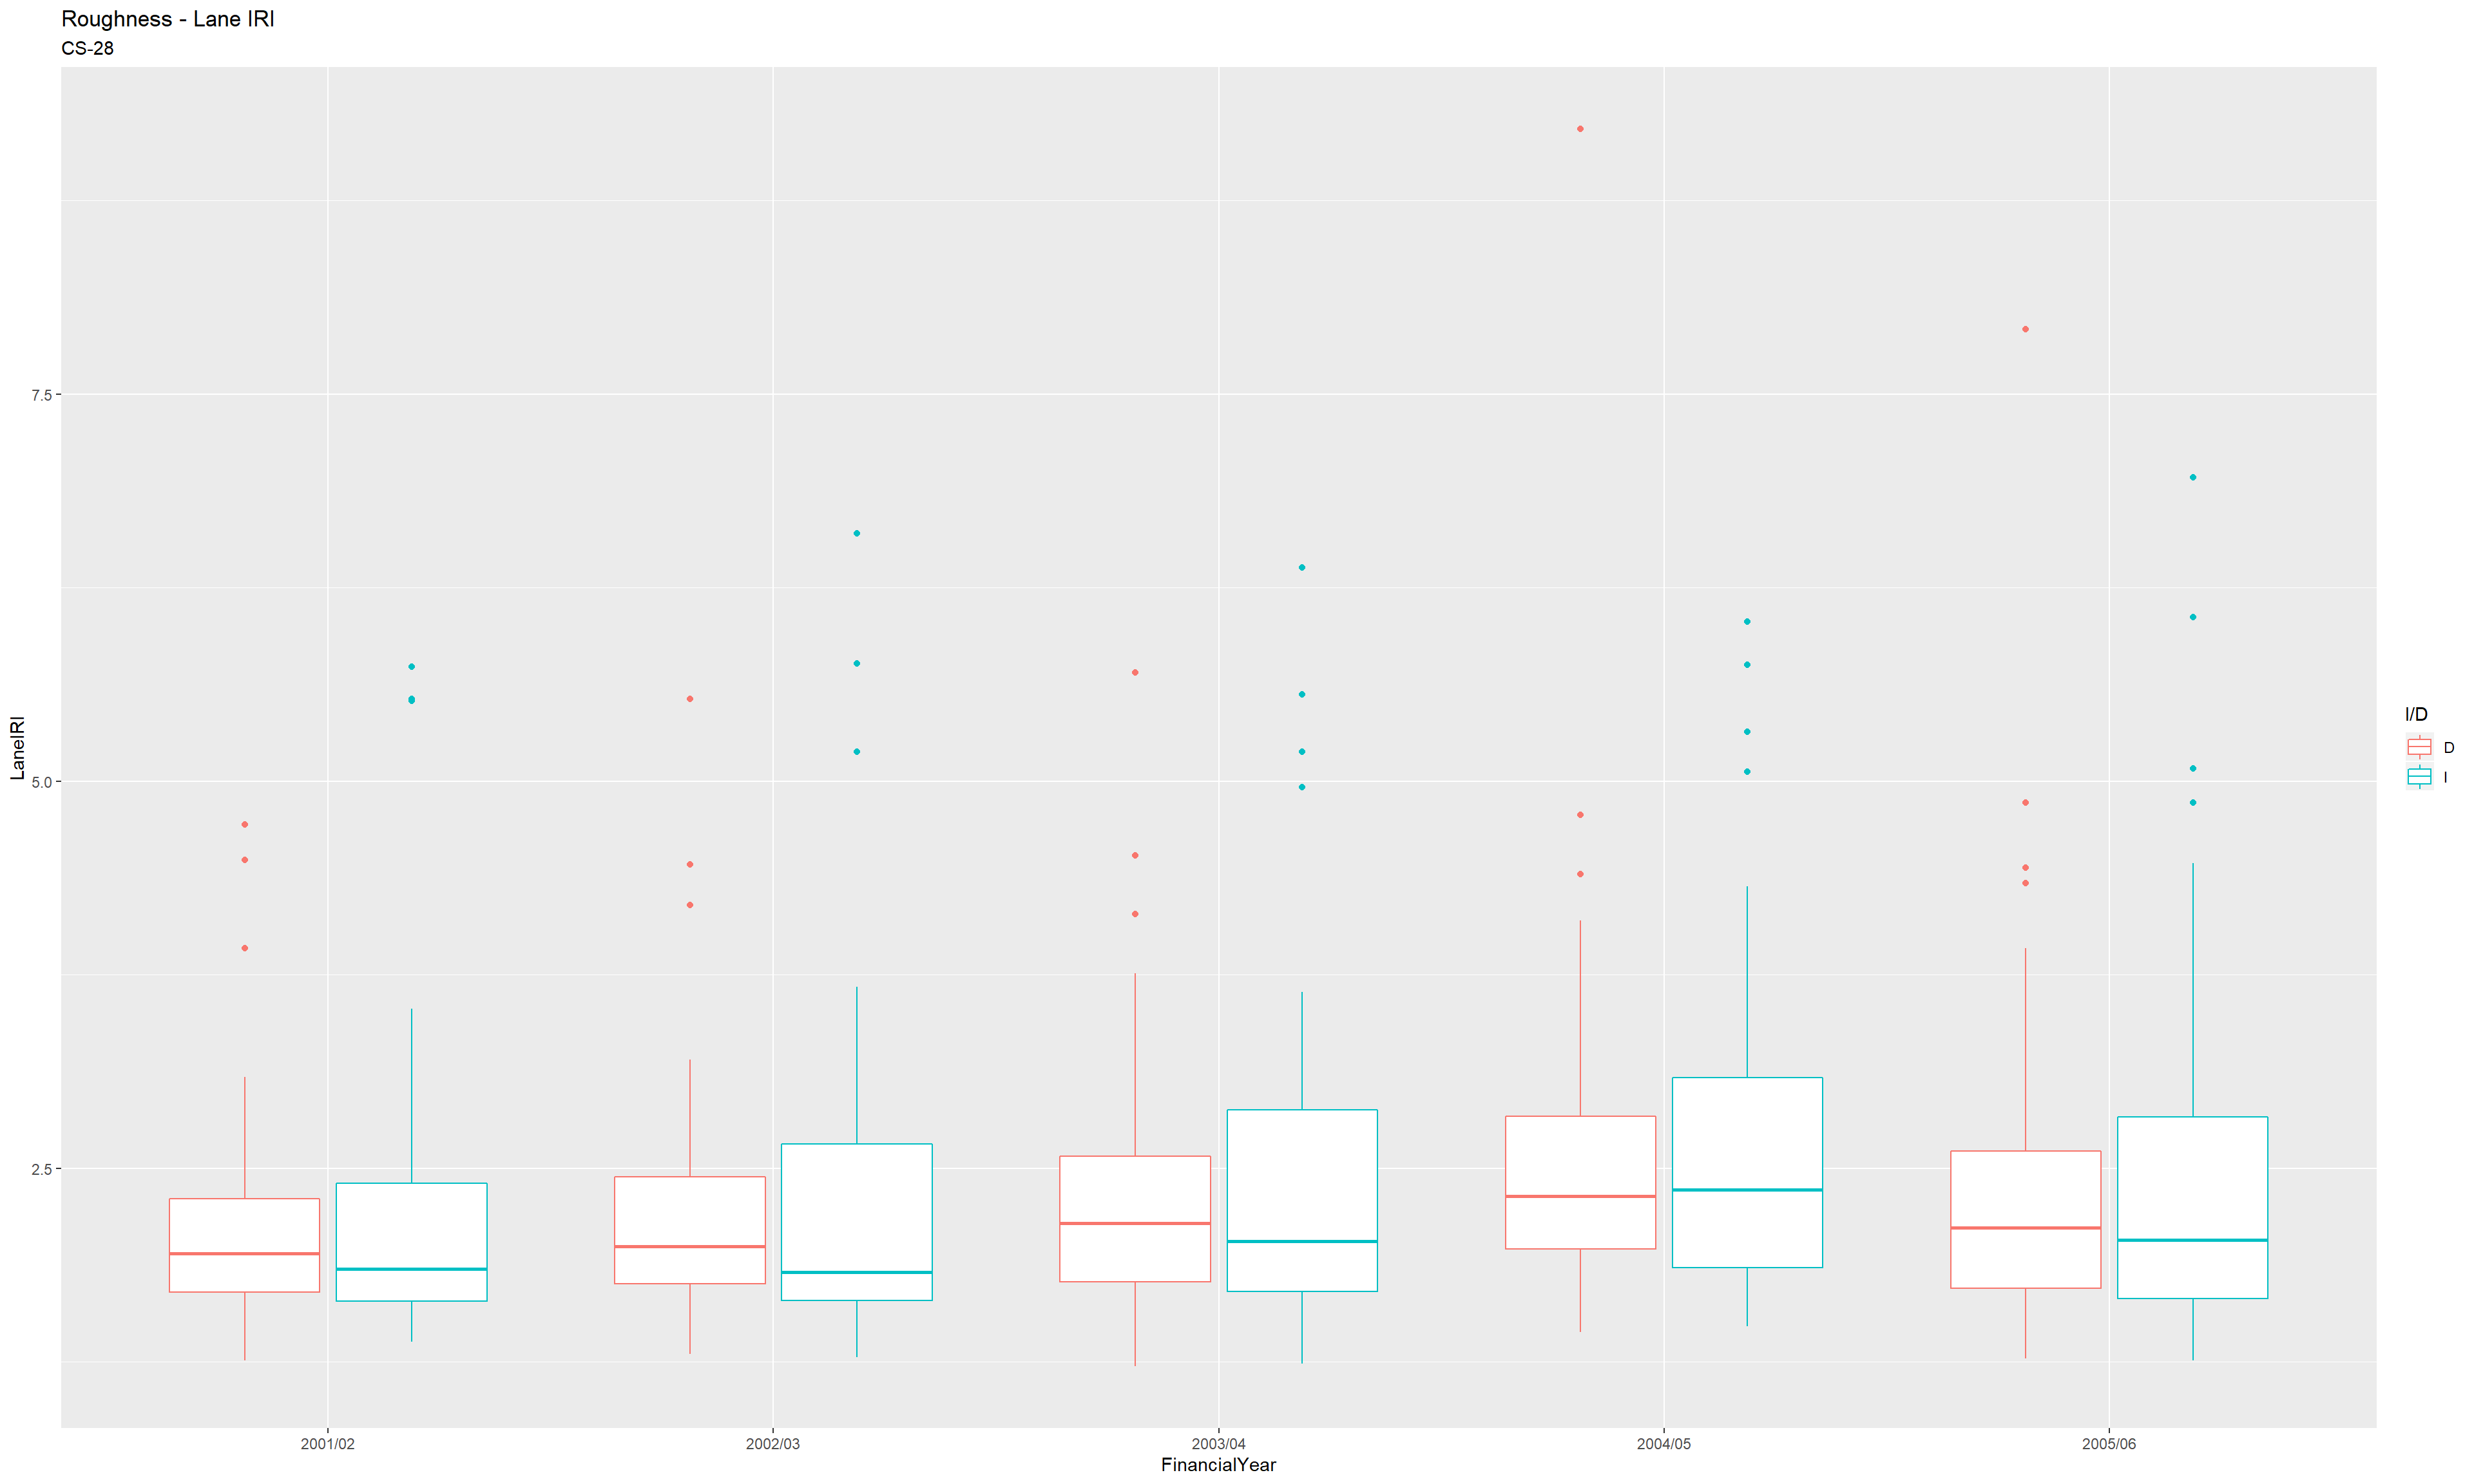 Roughness - Lane IRI
CS-28
LaneIRI
7.5
5.0
2.5
2001/02
2002/03
2003/04
2004/05
2005/06
FinancialYear
I/D
D
I